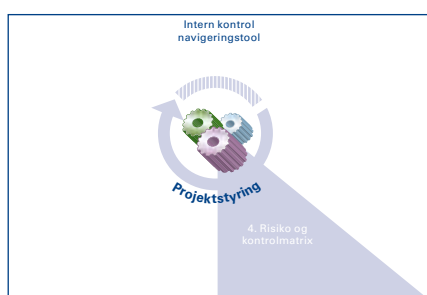 Intern kontrol
navigeringstool
Projektstyring
4. Risiko og
kontrolmatrix